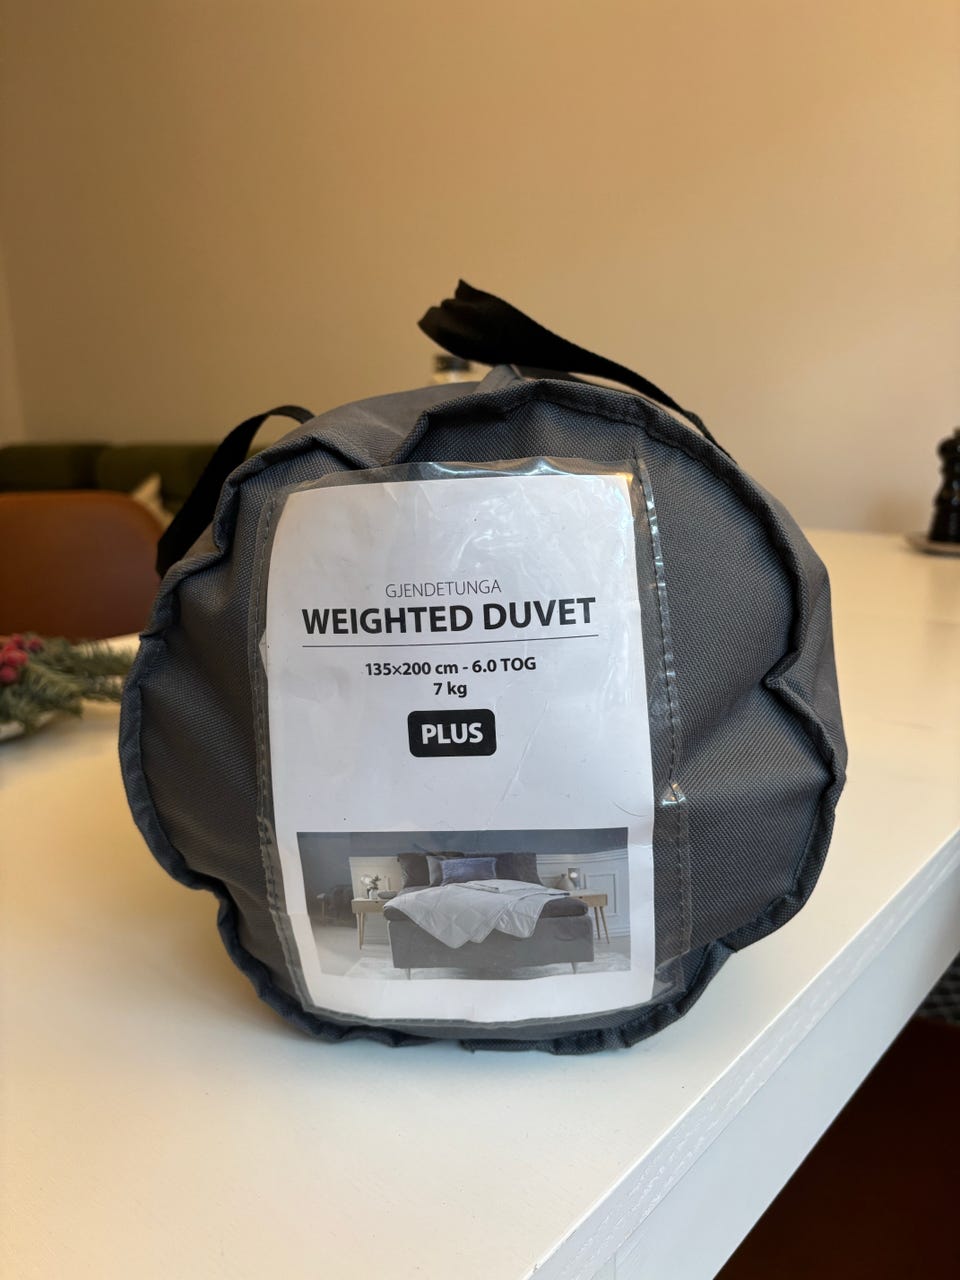 GJENDETUNGA
WEIGHTED DUVET
135×200 cm - 6.0 TOG
7 kg
PLUS